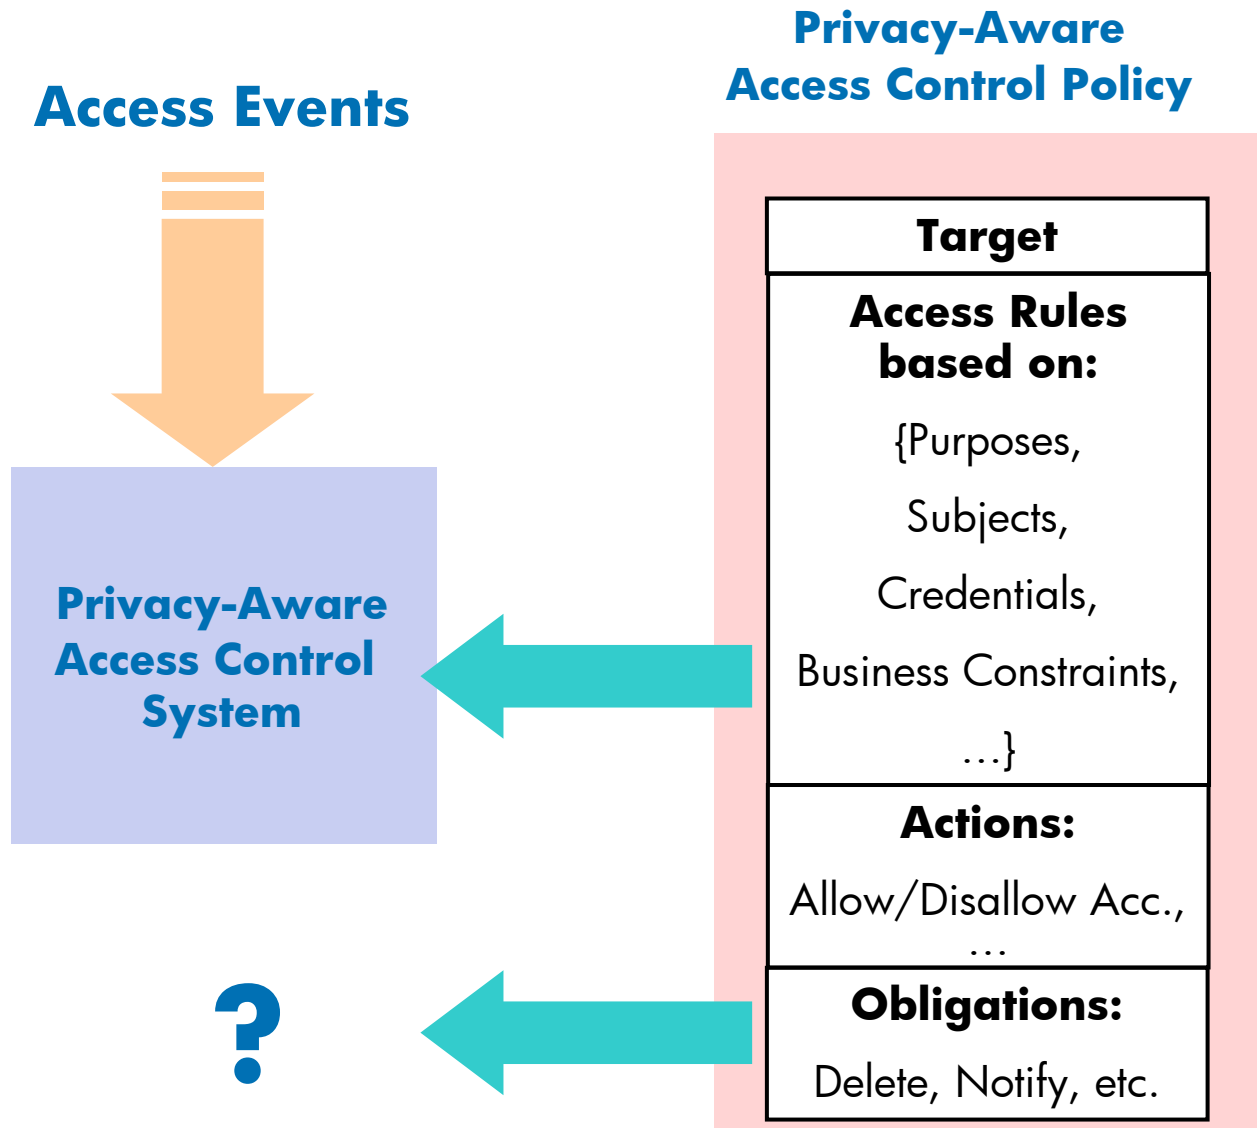 Privacy-Aware
Access Control Policy
Access Events
Target
Access Rules
based on:
{Purposes,
Subjects,
Credentials,
Business Constraints,
...}
Privacy-Aware
Access Control
System
Actions:
Allow/Disallow Acc.,
...
Obligations:
Delete, Notify, etc.
?